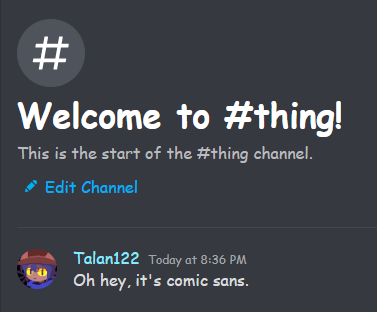 #
Welcome to #thing!
This is the start of the #thing channel.
Edit Channel
Talan122 Today at 8:36 PM
Oh hey, it's comic sans.